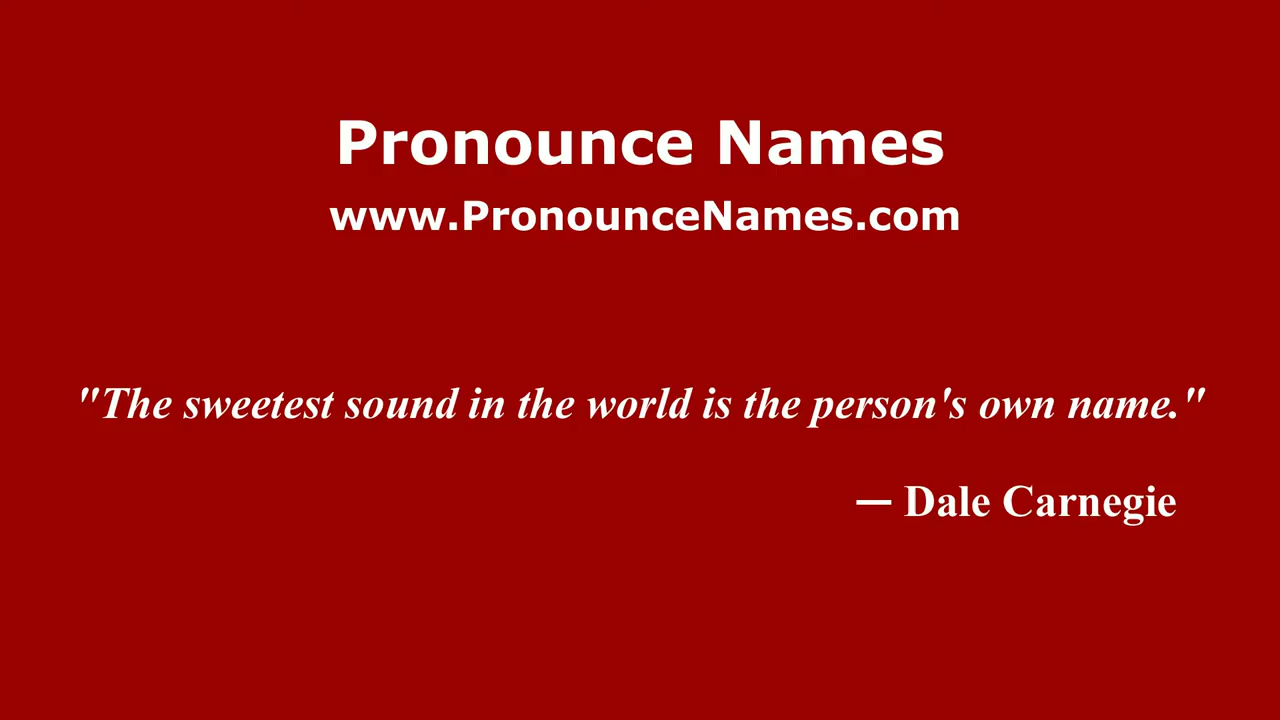 Pronounce Names
www.PronounceNames.com
"The sweetest sound in the world is the person's own name."
— Dale Carnegie